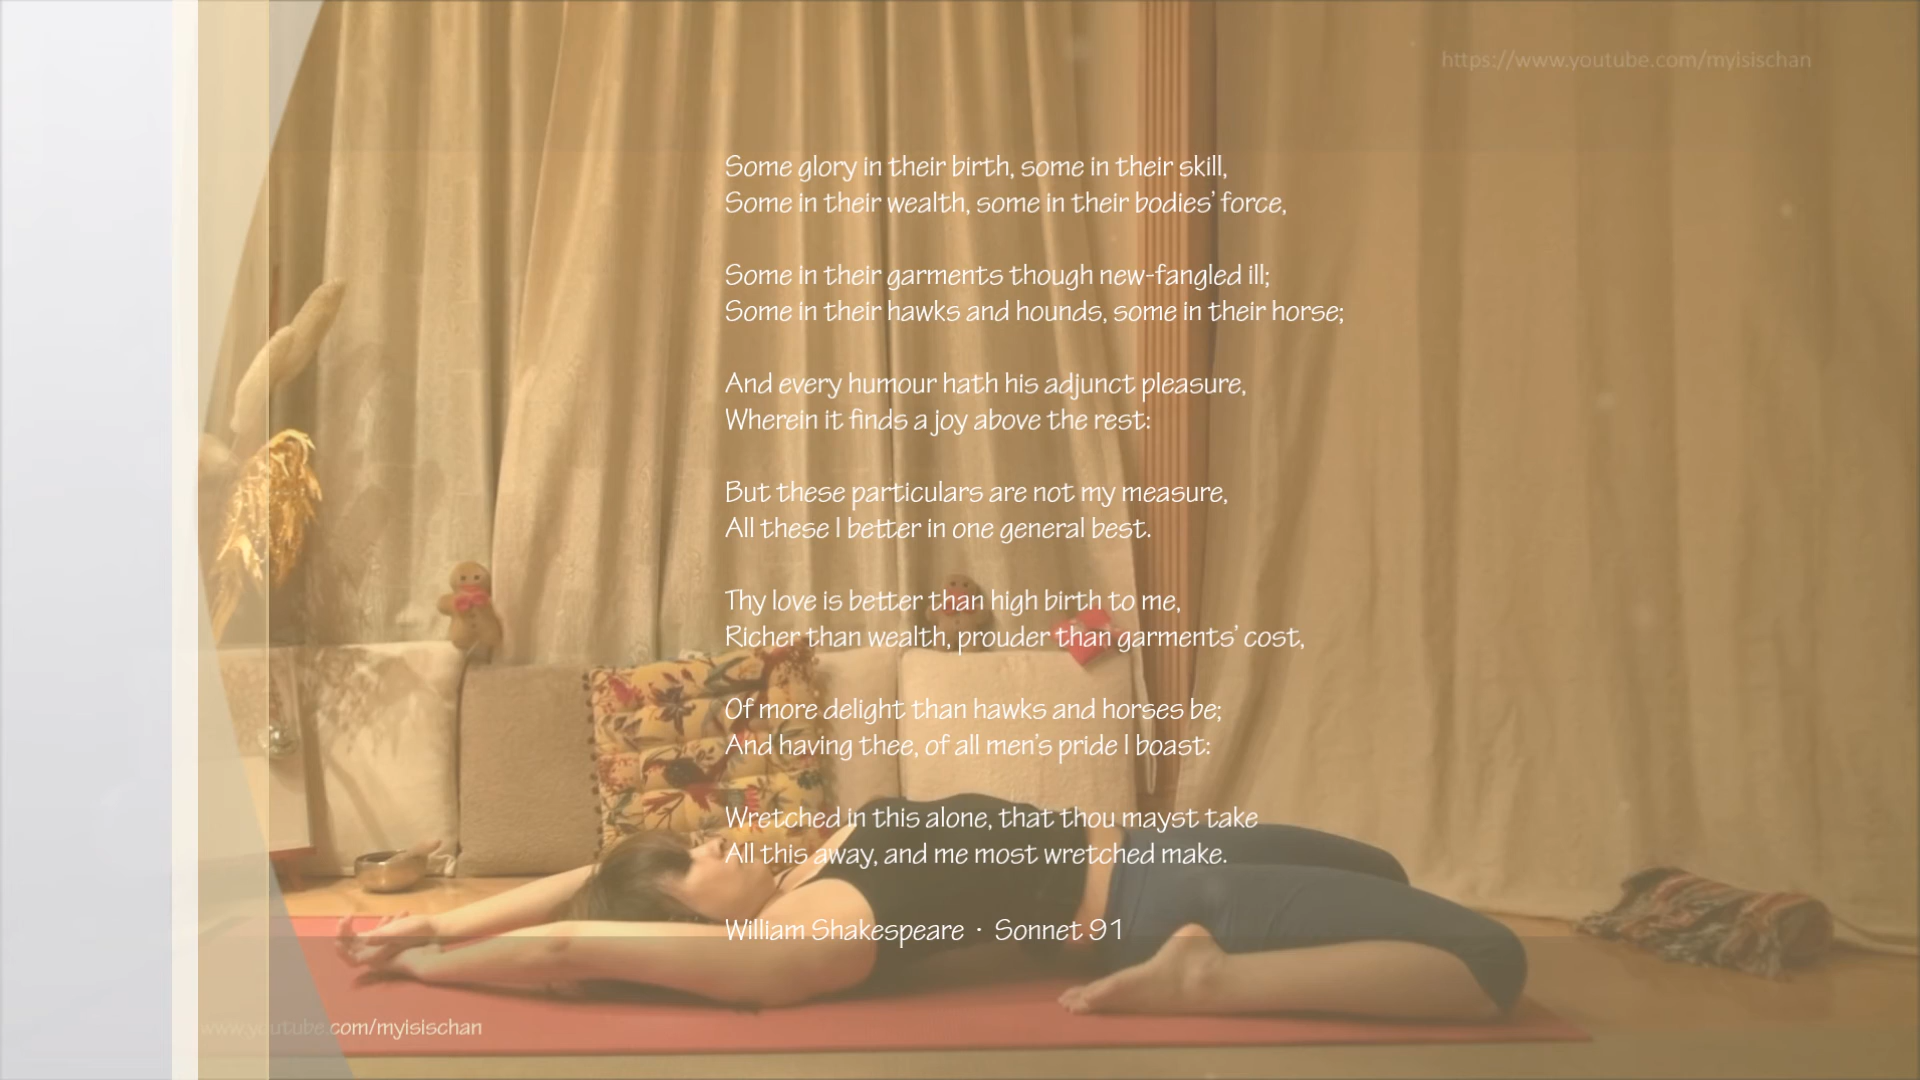 https://www.youtube.com/myisischan
Some glory in their birth, some in their skill,
Some in their wealth, some in their bodies' force,
Some in their garments though new-fangled ill;
Some in their hawks and hounds, some in their horse;
And every humour hath his adjunct pleasure,
Wherein it finds a joy above the rest:
But these particulars are not my measure,
All these I better in one general best.
Thy love is better than high birth to me,
Richer than wealth, prouder than garments' cost,
Of more delight than hawks and horses be;
And having thee, of all men's pride I boast:
Wretched in this alone, that thou mayst take
All this away, and me most wretched make.
William Shakespeare · Sonnet 91
www.youtube.com/myisischan